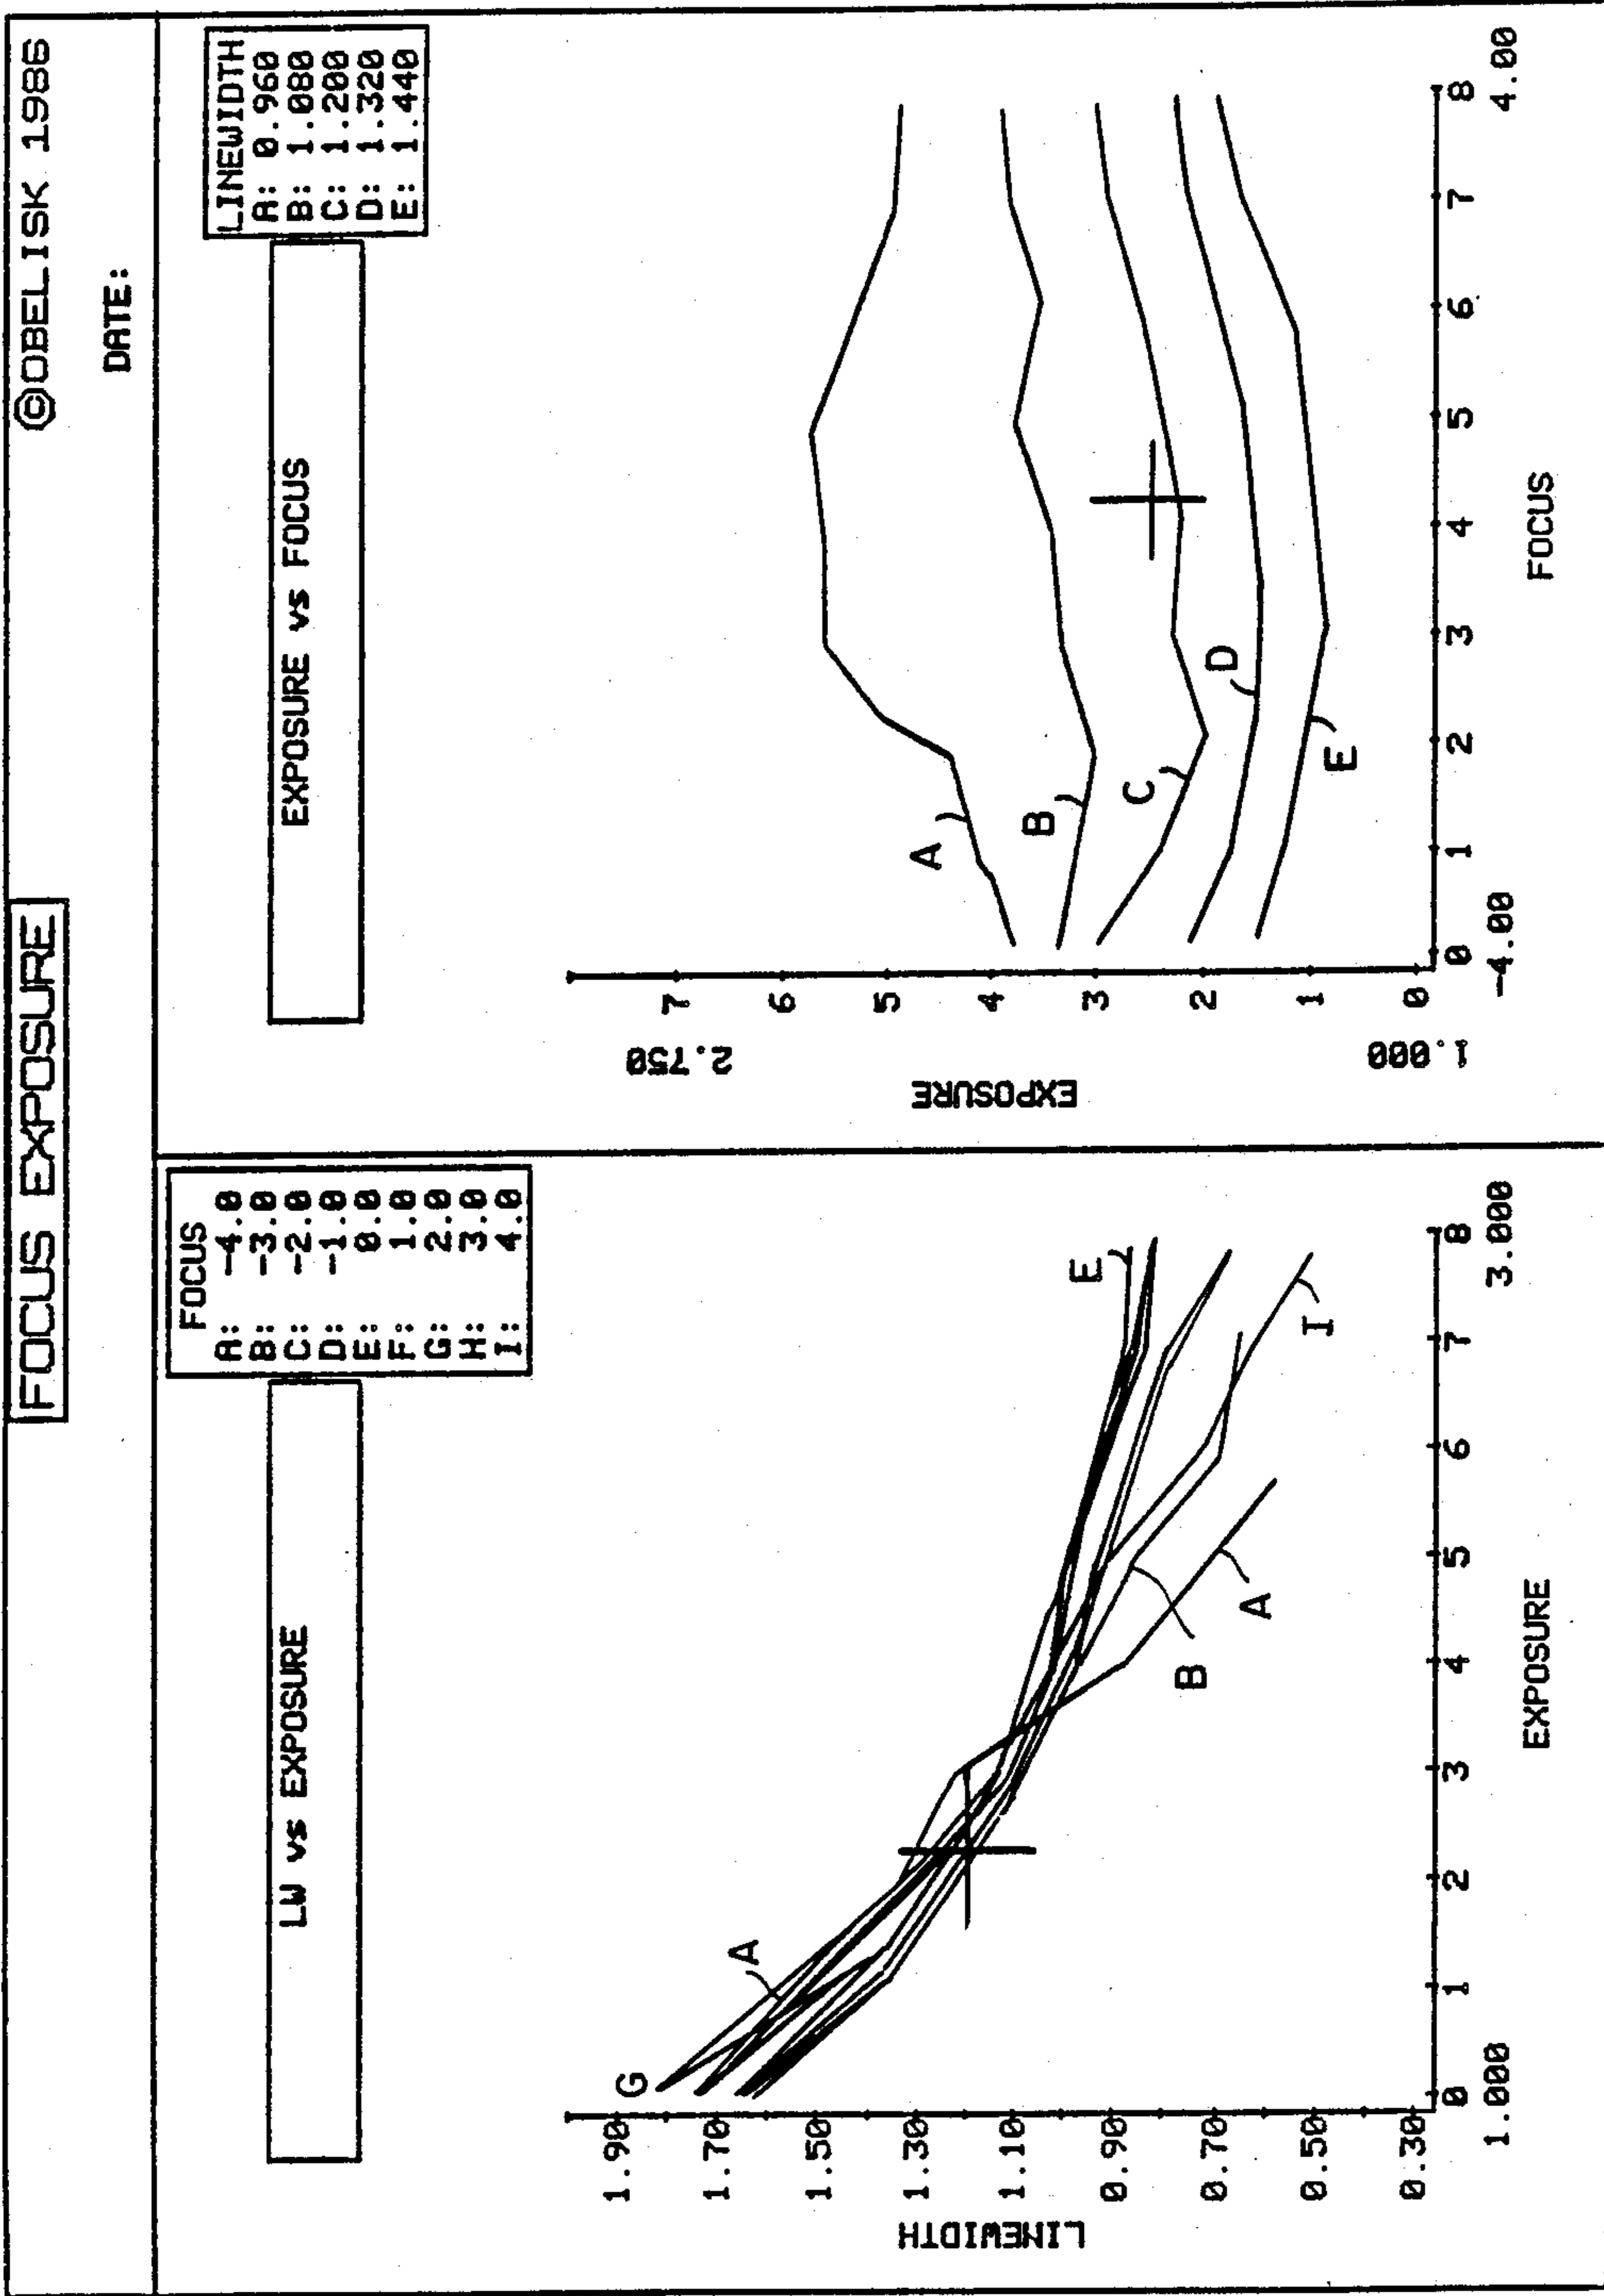 FOCUS EXPOSURE
©OBELISK 1986
DATE:
LW vs EXPOSURE
FOCUS
A: -4.0
B: -3.0
C: -2.0
D: -1.0
E: 0.0
F: 1.0
G: 2.0
H: 3.0
I: 4.0
LINEWIDTH
1.90
1.70
1.50
1.30
1.10
0.90
0.70
0.50
0.30
G
A
E
B
A
I
0 1 2 3 4 5 6 7 8
1.000 3.000
EXPOSURE
EXPOSURE vs FOCUS
LINEWIDTH
A: 0.960
B: 1.080
C: 1.200
D: 1.320
E: 1.440
2.750
EXPOSURE
1.000
7
6
5
4
3
2
1
0
A
B
C
D
E
0 1 2 3 4 5 6 7 8
-4.00 4.00
FOCUS